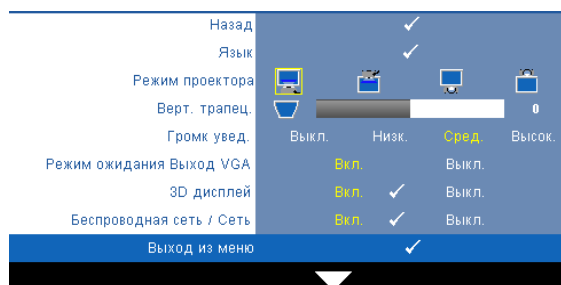 Назад
Язык
Режим проектора
Верт. трапец. 0
Громк увед. Выкл. Низк. Сред. Высок.
Режим ожидания Выход VGA Вкл. Выкл.
3D дисплей Вкл. Выкл.
Беспроводная сеть / Сеть Вкл. Выкл.
Выход из меню